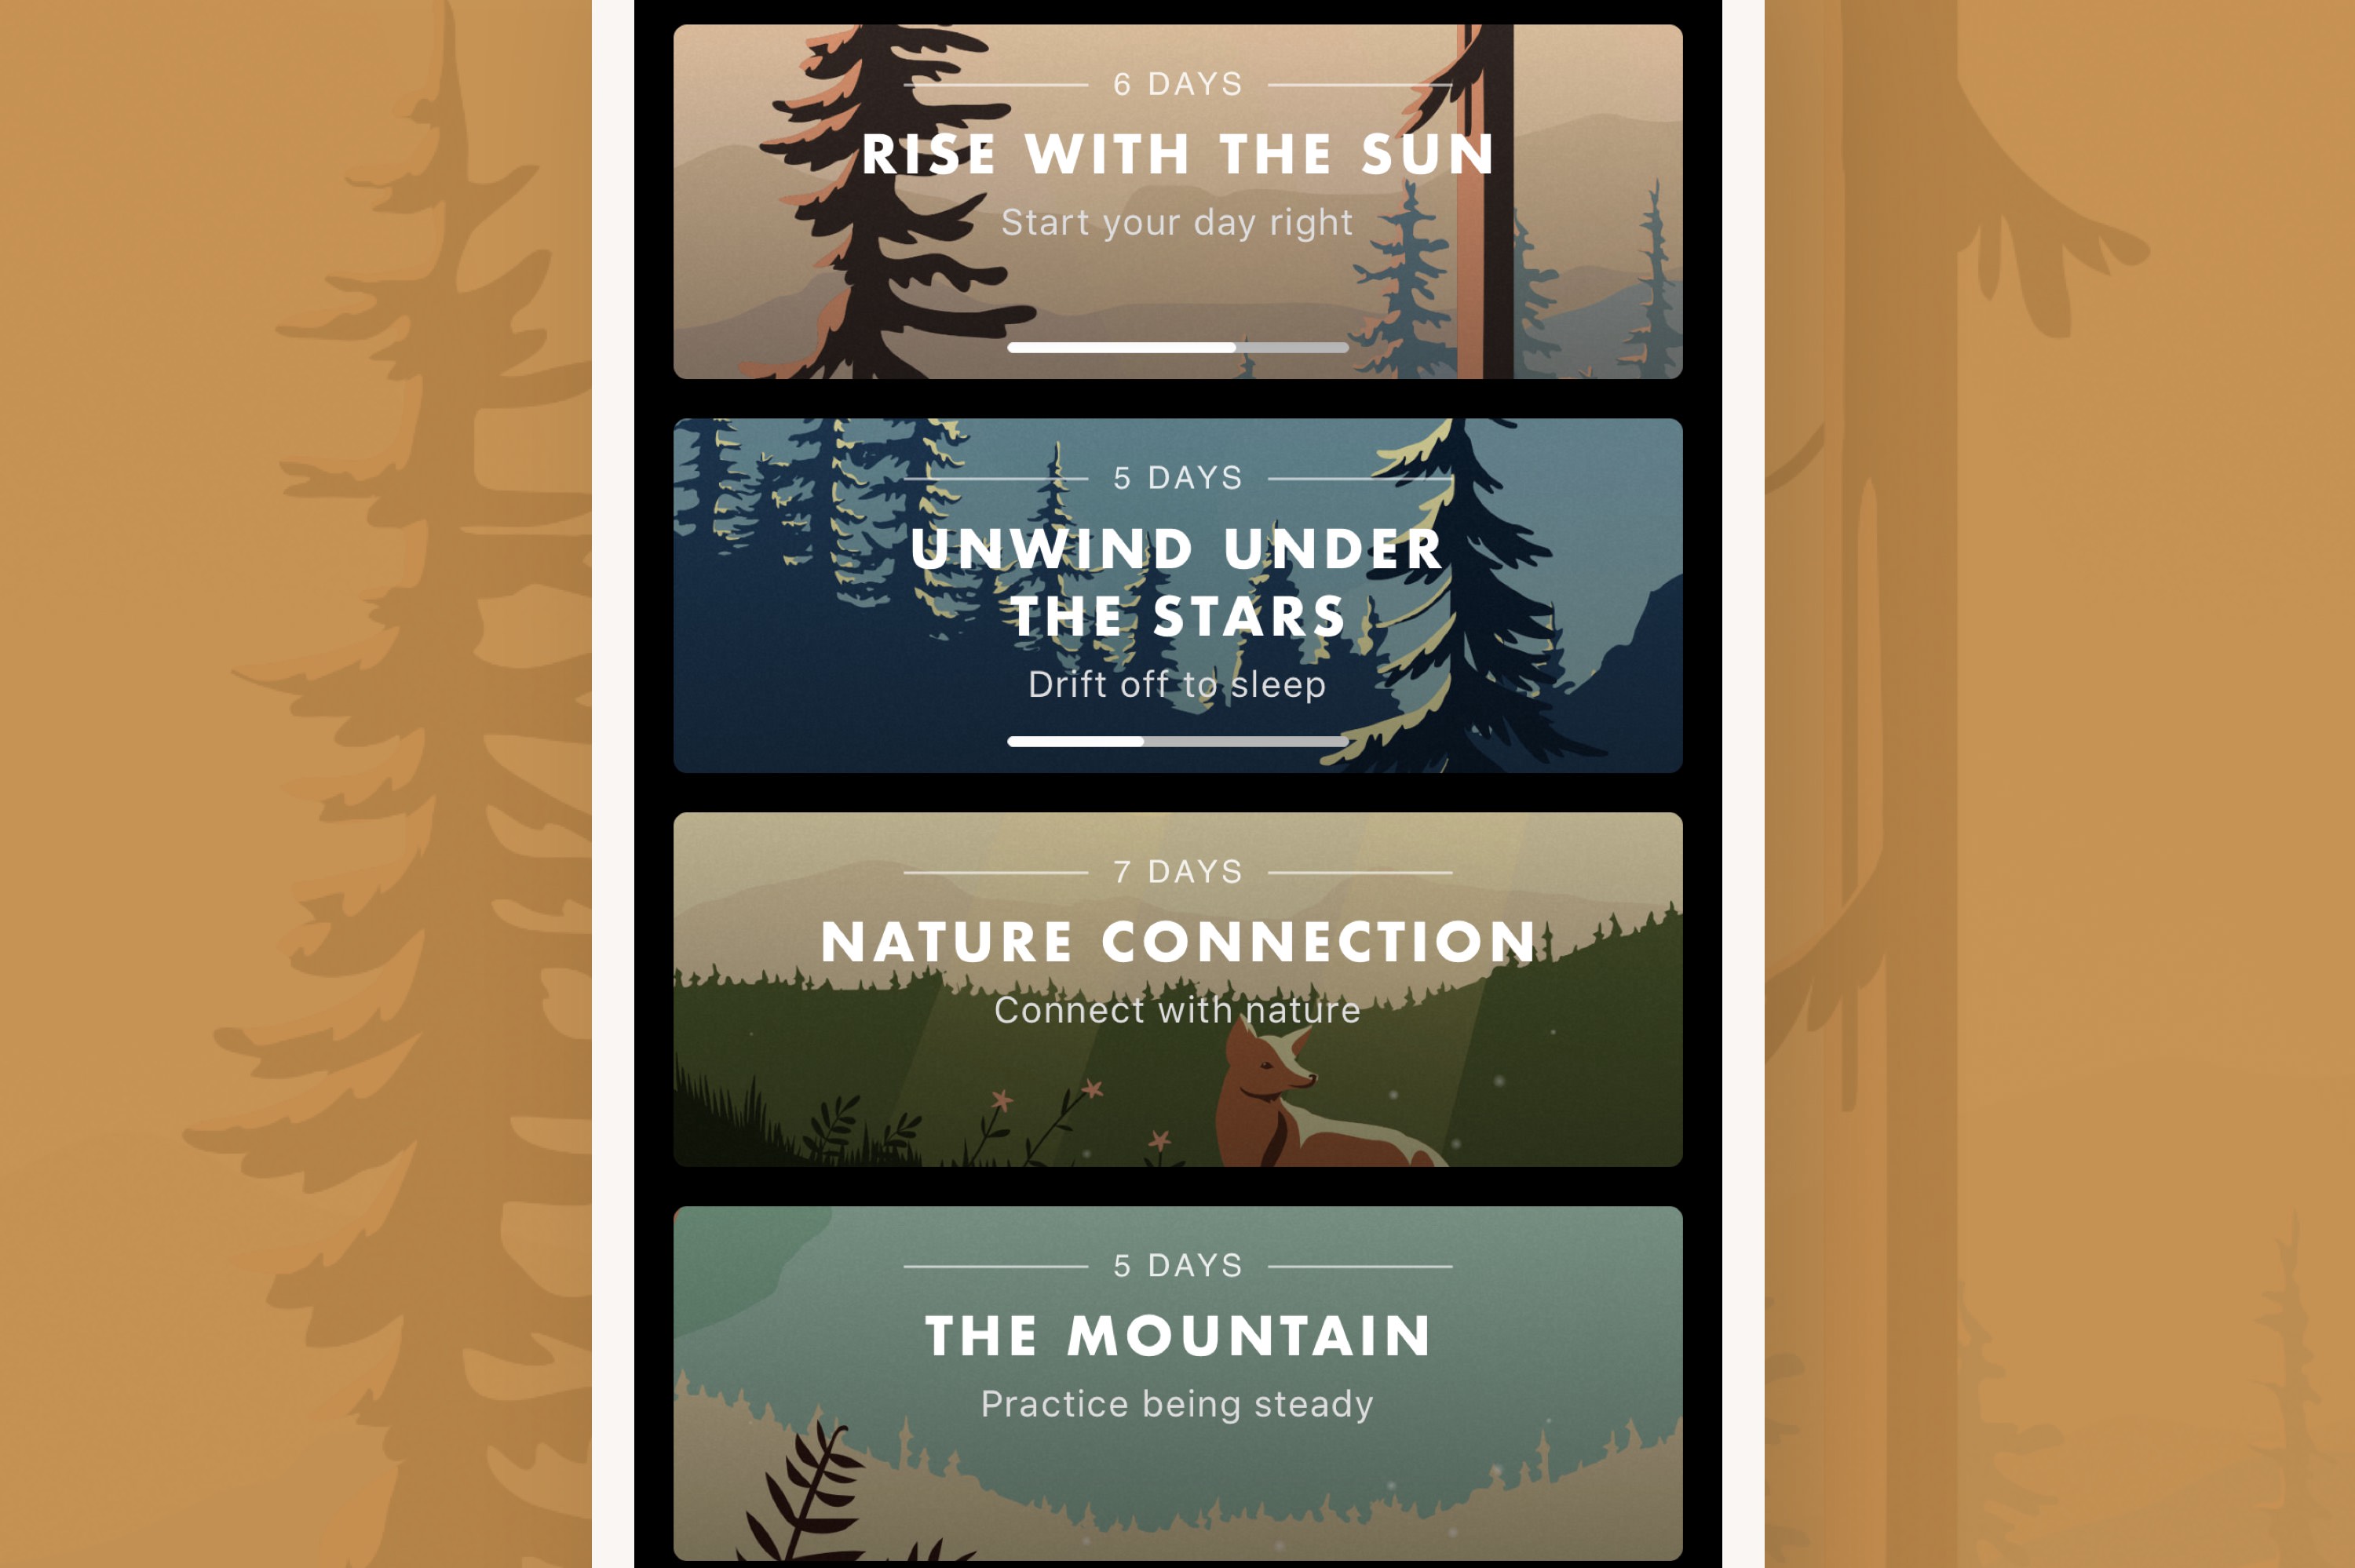 6 DAYS
RISE WITH THE SUN
Start your day right
5 DAYS
UNWIND UNDER
THE STARS
Drift off to sleep
7 DAYS
NATURE CONNECTION
Connect with nature
5 DAYS
THE MOUNTAIN
Practice being steady